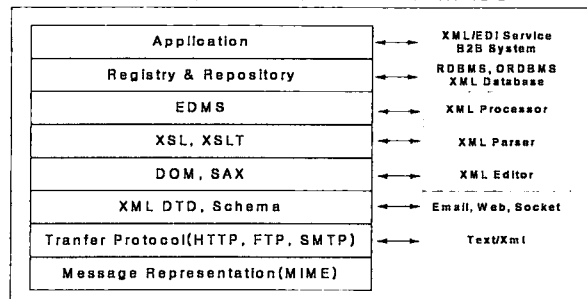 Application
XML/EDI Service
B2B System
Registry & Repository
RDBMS, ORDBMS
XML Database
EDMS
XML Processor
XSL, XSLT
XML Parser
DOM, SAX
XML Editor
XML DTD, Schema
Email, Web, Socket
Tranfer Protocol(HTTP, FTP, SMTP)
Text/Xml
Message Representation(MIME)